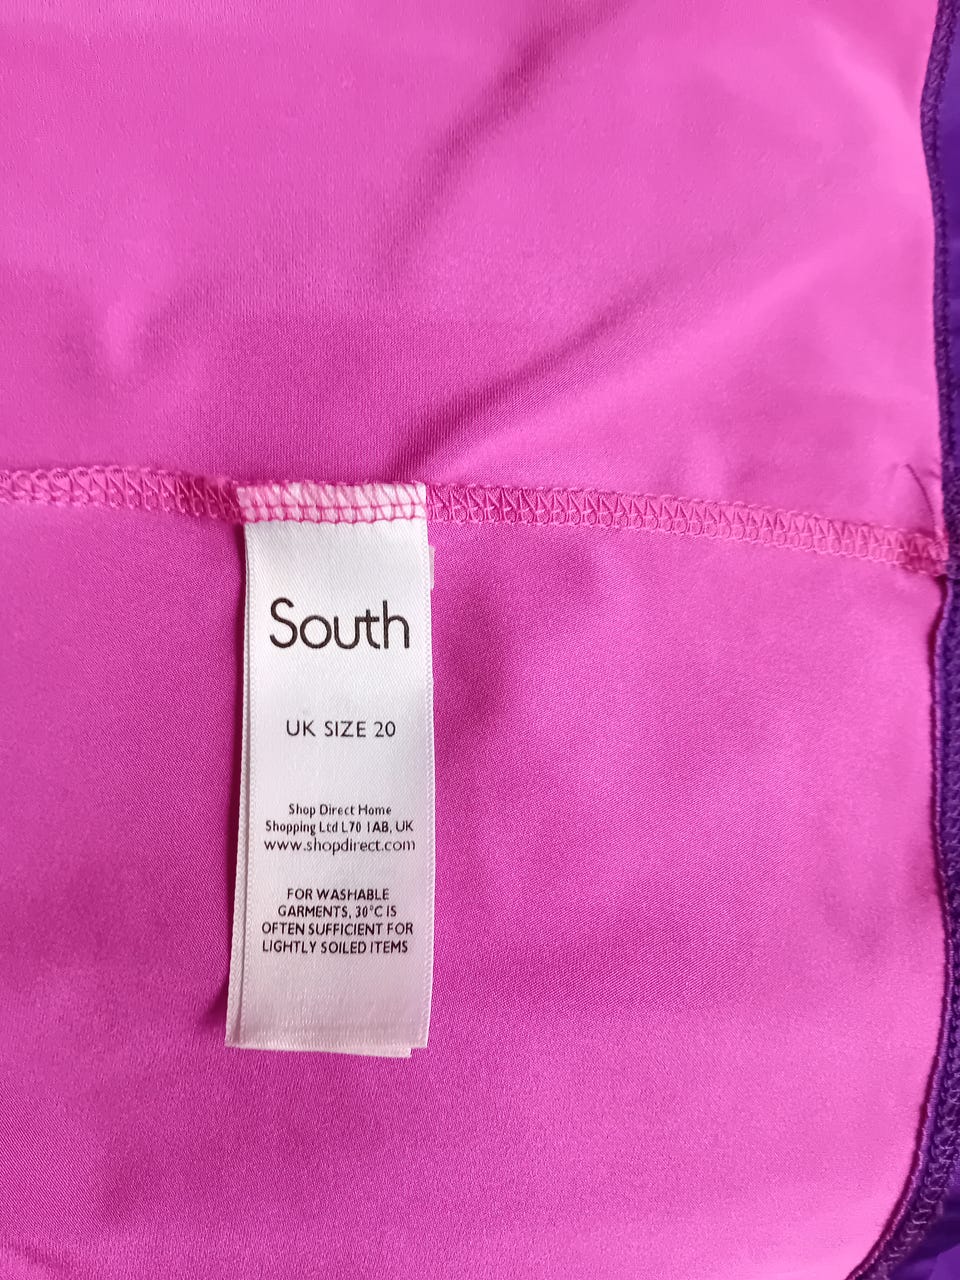 South
UK SIZE 20
Shop Direct Home
Shopping Ltd L70 1AB, UK
www.shopdirect.com
FOR WASHABLE
GARMENTS, 30°C IS
OFTEN SUFFICIENT FOR
LIGHTLY SOILED ITEMS